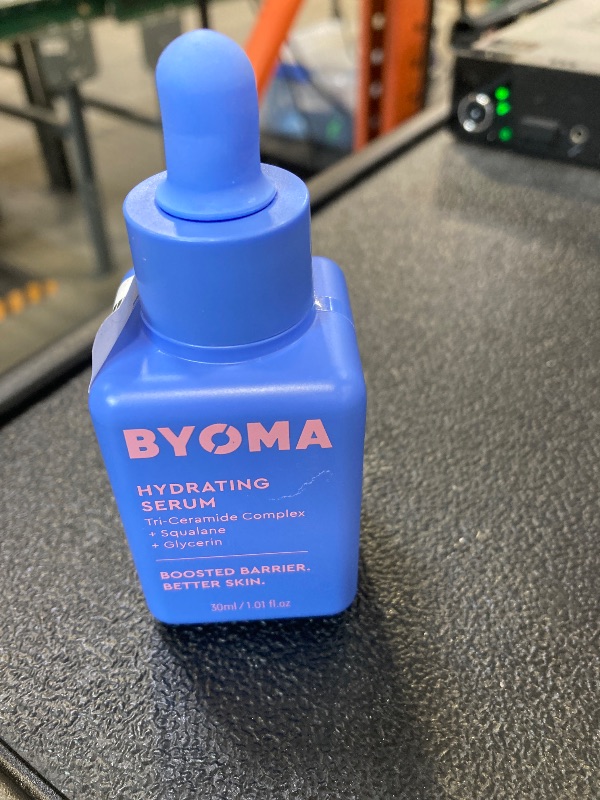 BYOMA
HYDRATING
SERUM
Tri-Ceramide Complex
+ Squalane
+ Glycerin
BOOSTED BARRIER.
BETTER SKIN.
30ml / 1.01 fl.oz